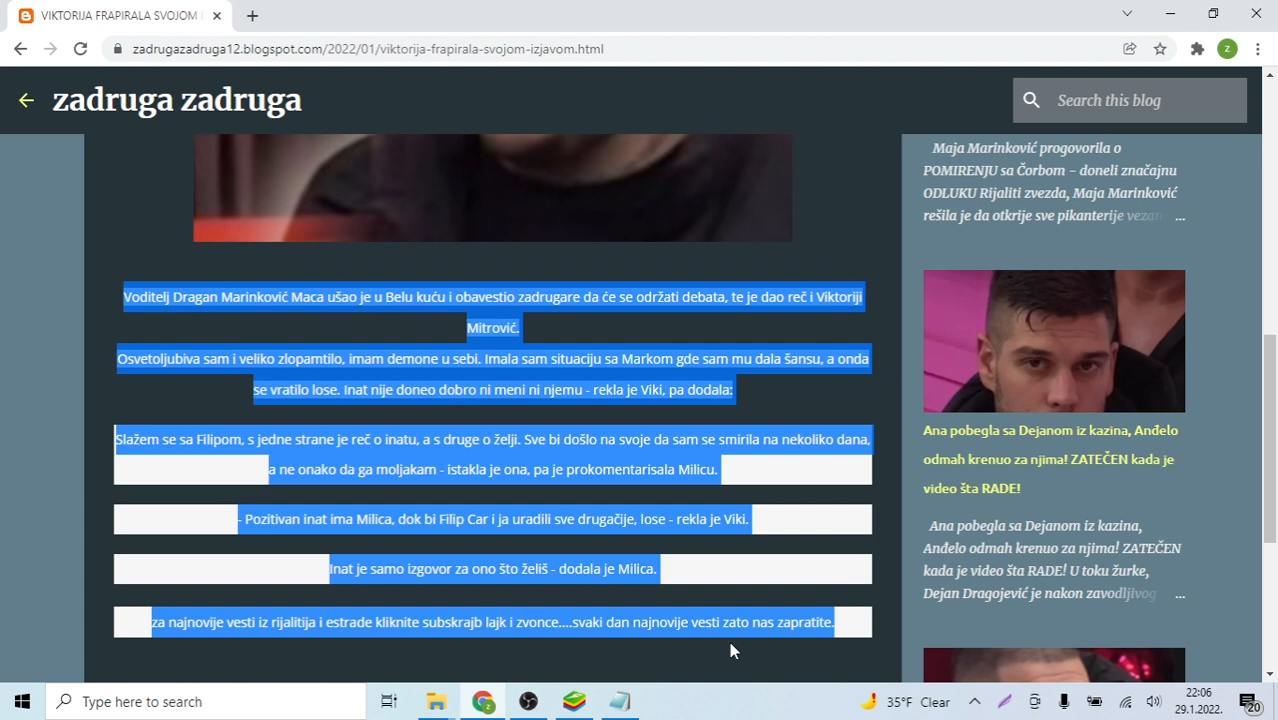 VIKTORIJA FRAPIRALA SVOJOM
zadrugazadruga12.blogspot.com/2022/01/viktorija-frapirala-svojom-izjavom.html
z
zadruga zadruga
Search this blog
Voditelj Dragan Marinković Maca ušao je u Belu kuću i obavestio zadrugare da će se održati debata, te je dao reč i Viktoriji
Mitrović.
Osvetoljubiva sam i veliko zlopamtilo, imam demone u sebi. Imala sam situaciju sa Markom gde sam mu dala šansu, a onda
se vratilo lose. Inat nije doneo dobro ni meni ni njemu - rekla je Viki, pa dodala:
Slažem se sa Filipom, s jedne strane je reč o inatu, a s druge o želji. Sve bi došlo na svoje da sam se smirila na nekoliko dana,
a ne onako da ga moljakam - istakla je ona, pa je prokomentarisala Milicu.
- Pozitivan inat ima Milica, dok bi Filip Car i ja uradili sve drugačije, lose - rekla je Viki.
Inat je samo izgovor za ono što želiš - dodala je Milica.
za najnovije vesti iz rijalitija i estrade kliknite subskrajb lajk i zvonce....svaki dan najnovije vesti zato nas zapratite.
Maja Marinković progovorila o
POMIRENJU sa Čorbom – doneli značajnu
ODLUKU Rijaliti zvezda, Maja Marinković
rešila je da otkrije sve pikanterije vezan ...
Ana pobegla sa Dejanom iz kazina, Anđelo
odmah krenuo za njima! ZATEČEN kada je
video šta RADE!
Ana pobegla sa Dejanom iz kazina,
Anđelo odmah krenuo za njima! ZATEČEN
kada je video šta RADE! U toku žurke,
Dejan Dragojević je nakon zavodljivog ...
Type here to search
35°F Clear
22:06
29.1.2022.
20